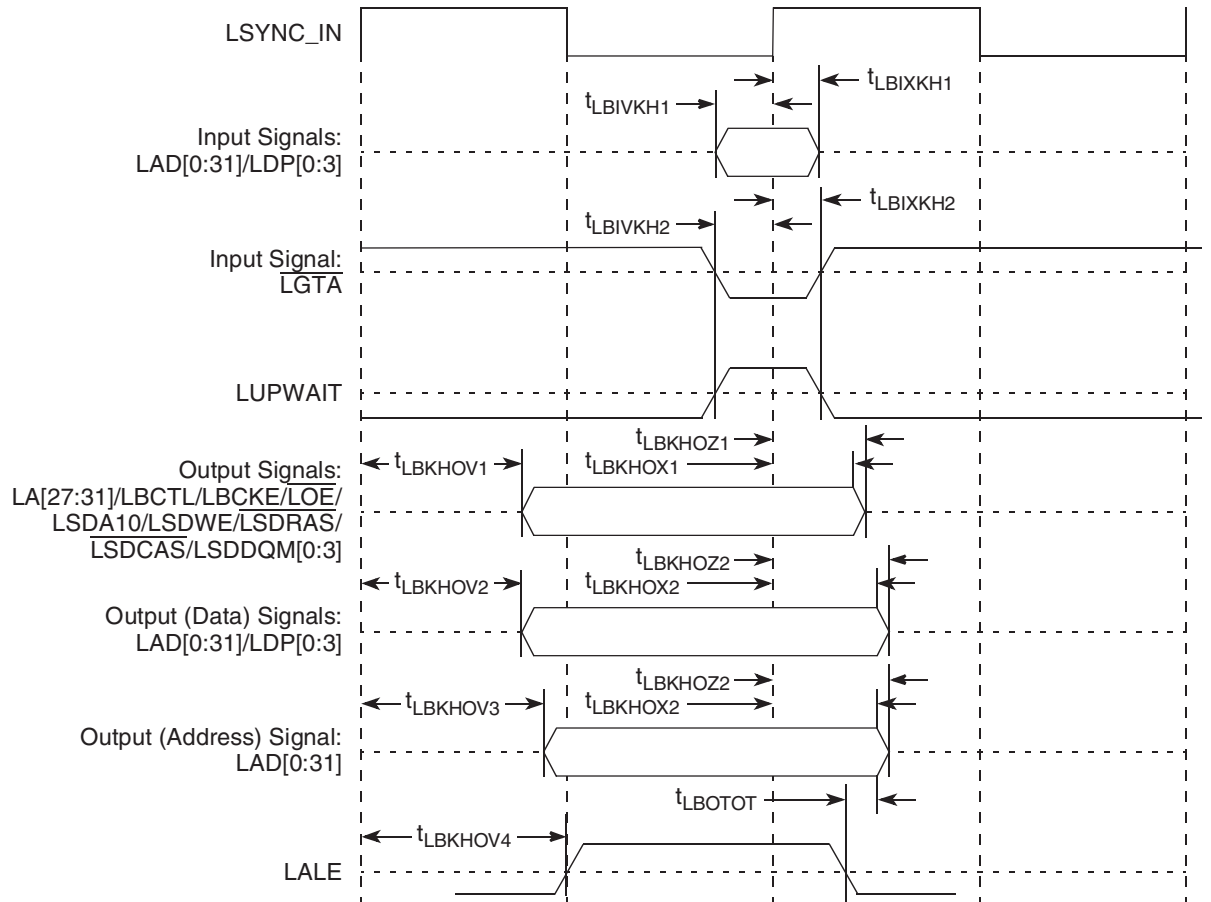 LSYNC_IN
tLBIXKH1
tLBIVKH1
Input Signals:
LAD[0:31]/LDP[0:3]
tLBIXKH2
tLBIVKH2
Input Signal:
LGTA
LUPWAIT
tLBKHOZ1
tLBKHOV1
tLBKHOX1
Output Signals:
LA[27:31]/LBCTL/LBCKE/LOE/
LSDA10/LSDWE/LSDRAS/
LSDCAS/LSDDQM[0:3]
tLBKHOZ2
tLBKHOV2
tLBKHOX2
Output (Data) Signals:
LAD[0:31]/LDP[0:3]
tLBKHOZ2
tLBKHOV3
tLBKHOX2
Output (Address) Signal:
LAD[0:31]
tLBOTOT
tLBKHOV4
LALE